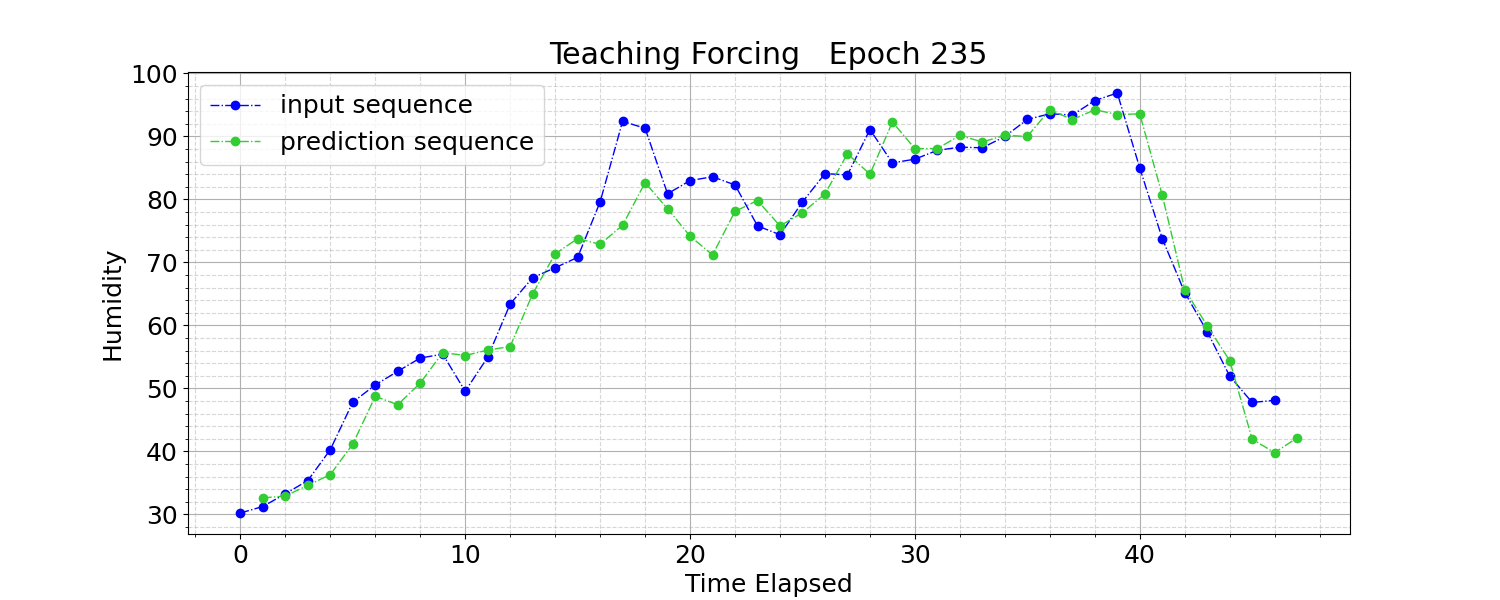 Teaching Forcing   Epoch 235
100
90
80
70
60
50
40
30
Humidity
input sequence
prediction sequence
0 10 20 30 40
Time Elapsed